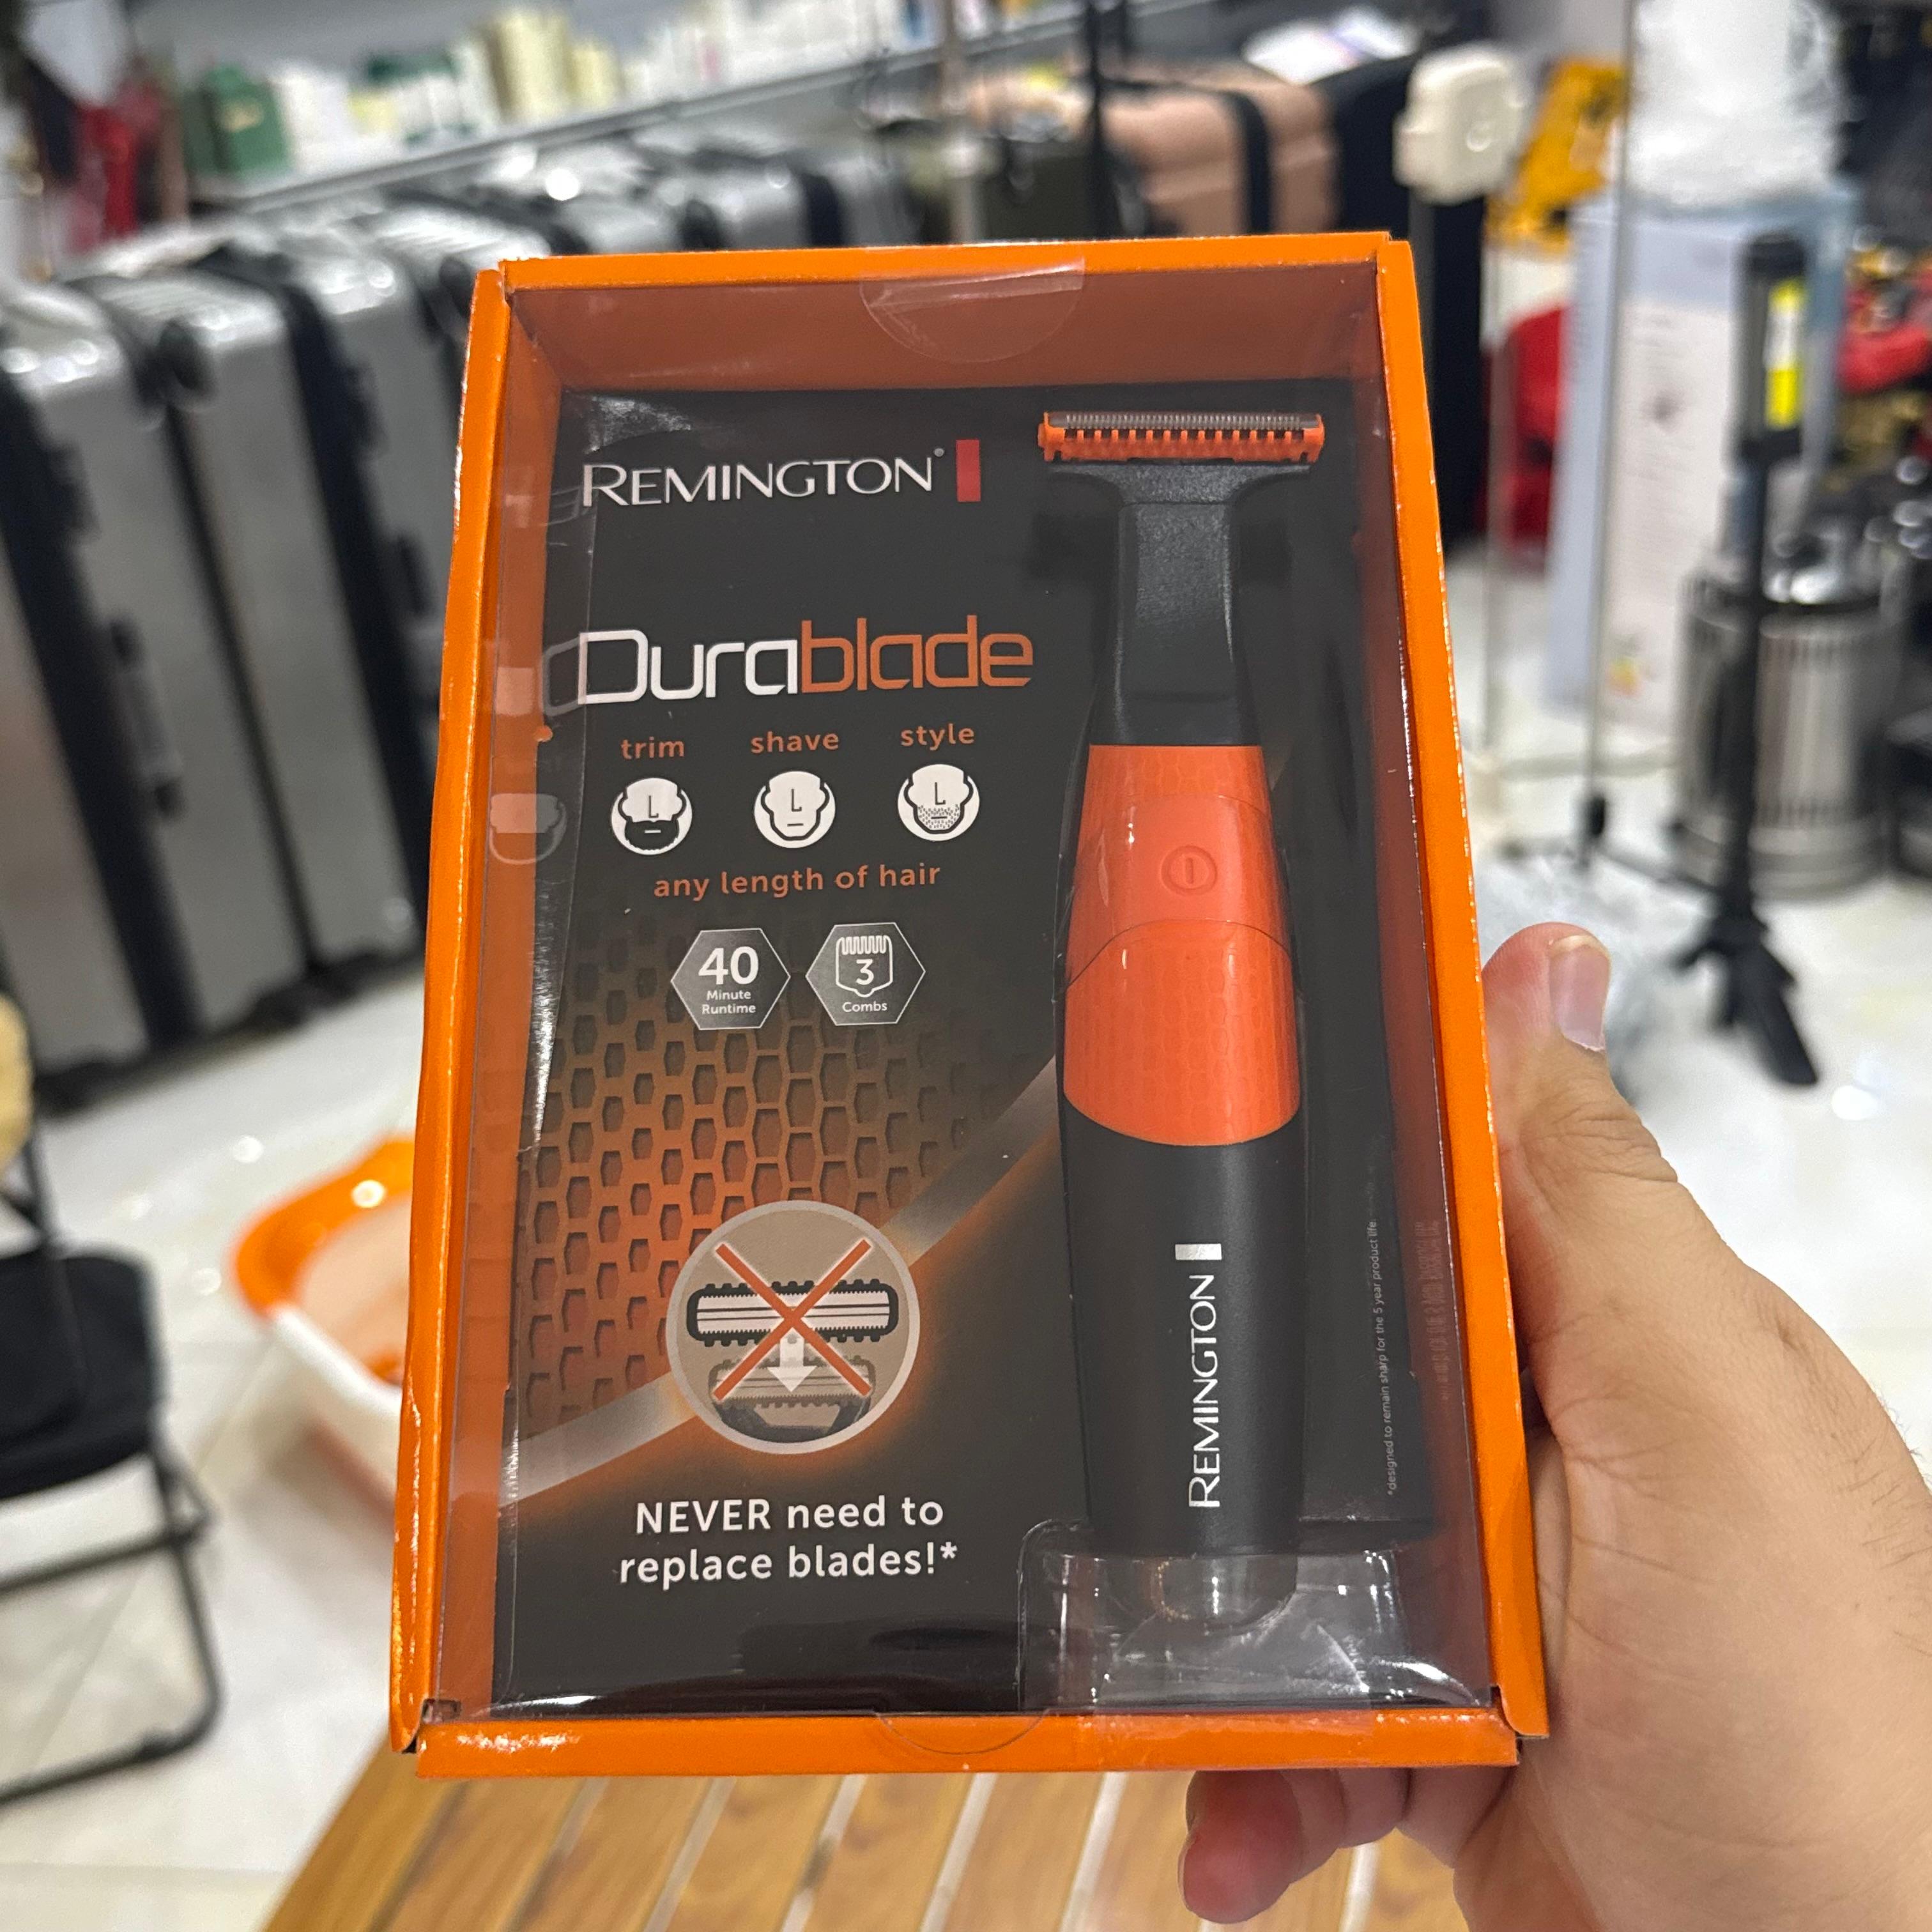 REMINGTON®
Durablade
trim shave style
any length of hair
40
Minute
Runtime
3
Combs
NEVER need to
replace blades!*
REMINGTON
*designed to remain sharp for the 5 year product life.